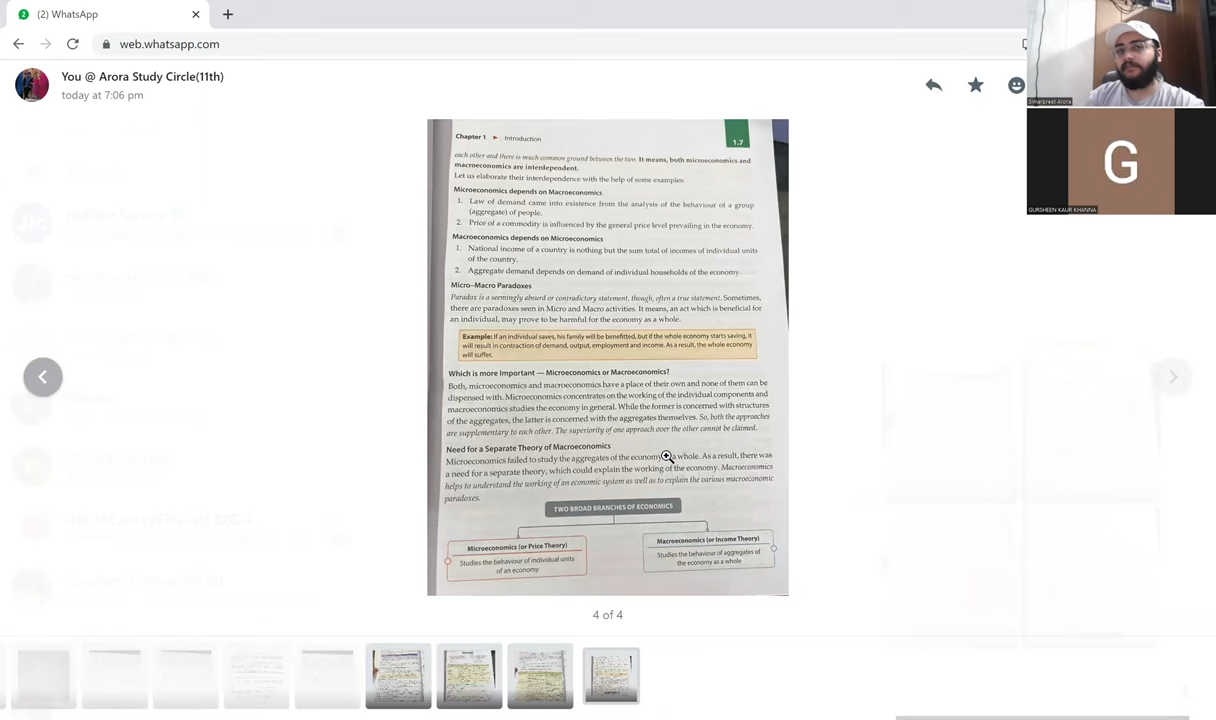 2
(2) WhatsApp
web.whatsapp.com
You @ Arora Study Circle(11th)
today at 7:06 pm
Simarpreet Arora
G
GURSHEEN KAUR KHANNA
Chapter 1 ► Introduction
1.7
each other and there is much common ground between the two. It means, both microeconomics and
macroeconomics are interdependent.
Let us elaborate their interdependence with the help of some examples:
Microeconomics depends on Macroeconomics
1. Law of demand came into existence from the analysis of the behaviour of a group
(aggregate) of people.
2. Price of a commodity is influenced by the general price level prevailing in the economy.
Macroeconomics depends on Microeconomics
1. National income of a country is nothing but the sum total of incomes of individual units
of the country.
2. Aggregate demand depends on demand of individual households of the economy.
Micro–Macro Paradoxes
Paradox is a seemingly absurd or contradictory statement, though, often a true statement. Sometimes,
there are paradoxes seen in Micro and Macro activities. It means, an act which is beneficial for
an individual, may prove to be harmful for the economy as a whole.
Example: If an individual saves, his family will be benefitted, but if the whole economy starts saving, it
will result in contraction of demand, output, employment and income. As a result, the whole economy
will suffer.
Which is more Important — Microeconomics or Macroeconomics?
Both, microeconomics and macroeconomics have a place of their own and none of them can be
dispensed with. Microeconomics concentrates on the working of the individual components and
macroeconomics studies the economy in general. While the former is concerned with structures
of the aggregates, the latter is concerned with the aggregates themselves. So, both the approaches
are supplementary to each other. The superiority of one approach over the other cannot be claimed.
Need for a Separate Theory of Macroeconomics
Microeconomics failed to study the aggregates of the economy a whole. As a result, there was
a need for a separate theory, which could explain the working of the economy. Macroeconomics
helps to understand the working of an economic system as well as to explain the various macroeconomic
paradoxes.
TWO BROAD BRANCHES OF ECONOMICS
Microeconomics (or Price Theory)
Studies the behaviour of individual units
of an economy
Macroeconomics (or Income Theory)
Studies the behaviour of aggregates of
the economy as a whole
4 of 4